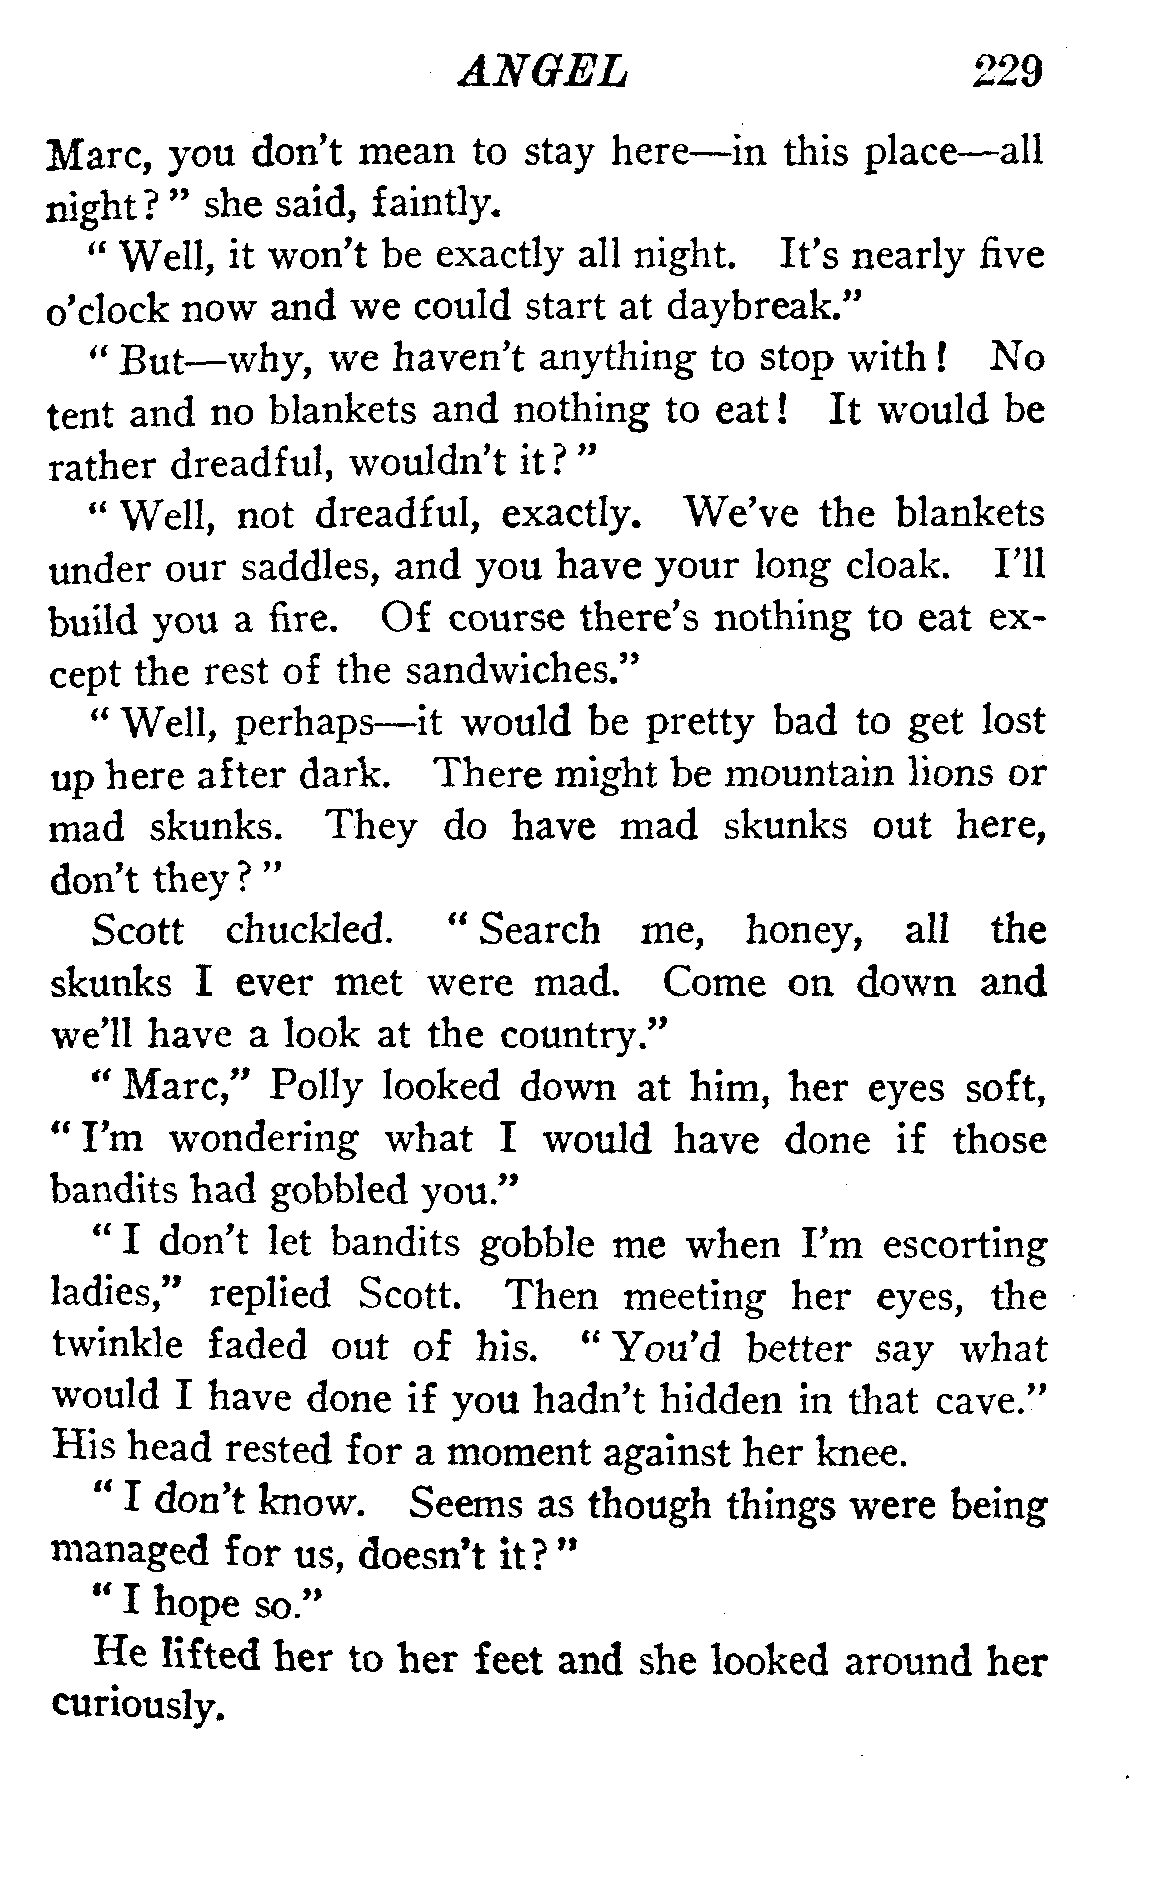 ANGEL 229
Marc, you don't mean to stay here—in this place—all
night?" she said, faintly.
"Well, it won't be exactly all night. It's nearly five
o'clock now and we could start at daybreak."
"But—why, we haven't anything to stop with! No
tent and no blankets and nothing to eat! It would be
rather dreadful, wouldn't it?"
"Well, not dreadful, exactly. We've the blankets
under our saddles, and you have your long cloak. I'll
build you a fire. Of course there's nothing to eat ex-
cept the rest of the sandwiches."
"Well, perhaps—it would be pretty bad to get lost
up here after dark. There might be mountain lions or
mad skunks. They do have mad skunks out here,
don't they?"
Scott chuckled. "Search me, honey, all the
skunks I ever met were mad. Come on down and
we'll have a look at the country."
"Marc," Polly looked down at him, her eyes soft,
"I'm wondering what I would have done if those
bandits had gobbled you."
"I don't let bandits gobble me when I'm escorting
ladies," replied Scott. Then meeting her eyes, the
twinkle faded out of his. "You'd better say what
would I have done if you hadn't hidden in that cave."
His head rested for a moment against her knee.
"I don't know. Seems as though things were being
managed for us, doesn't it?"
"I hope so."
He lifted her to her feet and she looked around her
curiously.